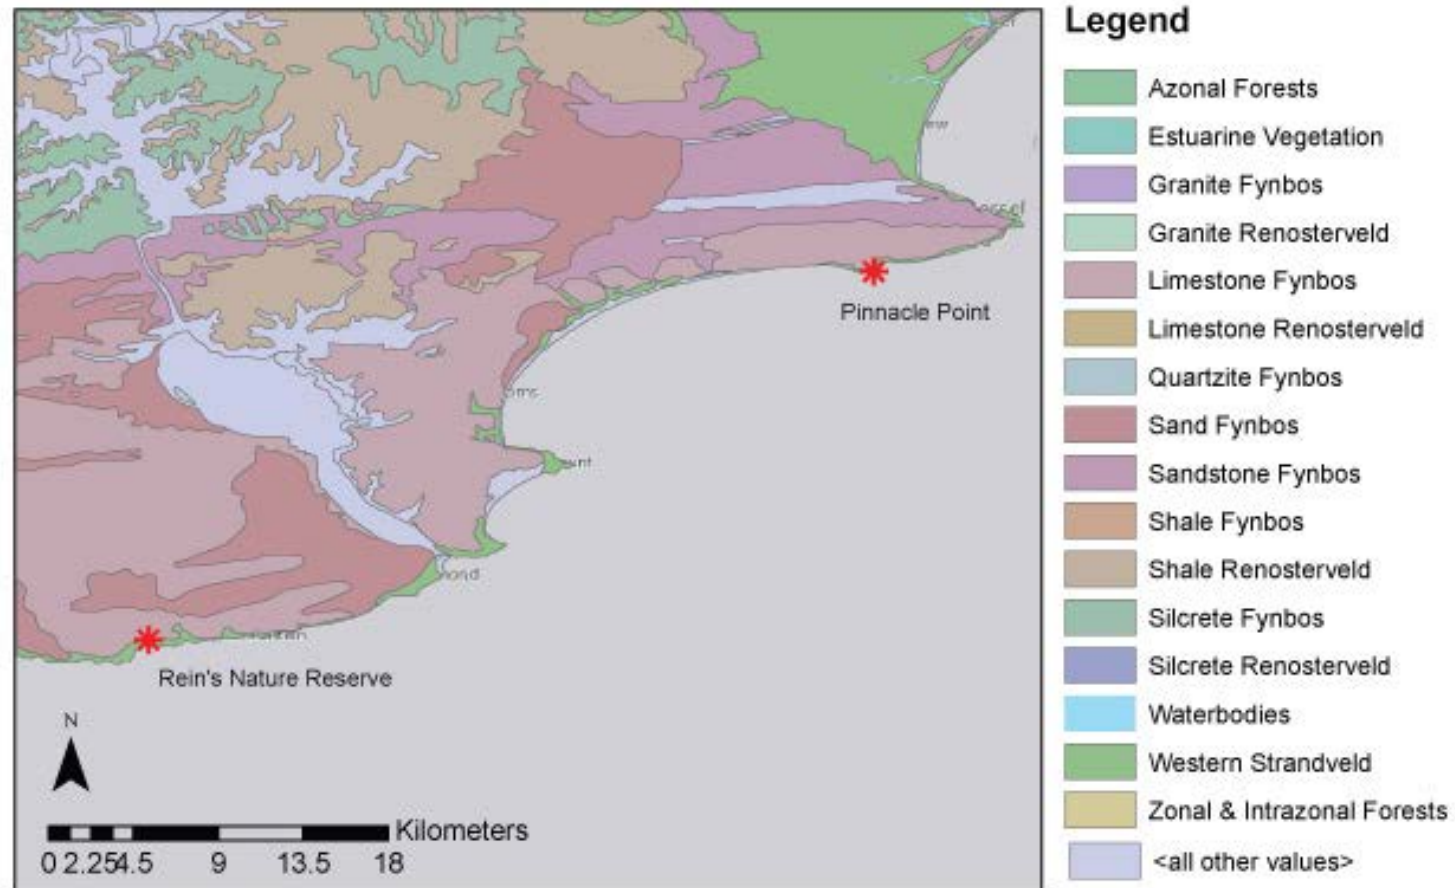 Legend
Azonal Forests
Estuarine Vegetation
Granite Fynbos
Granite Renosterveld
Limestone Fynbos
Limestone Renosterveld
Quartzite Fynbos
Sand Fynbos
Sandstone Fynbos
Shale Fynbos
Shale Renosterveld
Silcrete Fynbos
Silcrete Renosterveld
Waterbodies
Western Strandveld
Zonal & Intrazonal Forests
<all other values>
Pinnacle Point
Rein's Nature Reserve
N
Kilometers
0 2.254.5 9 13.5 18